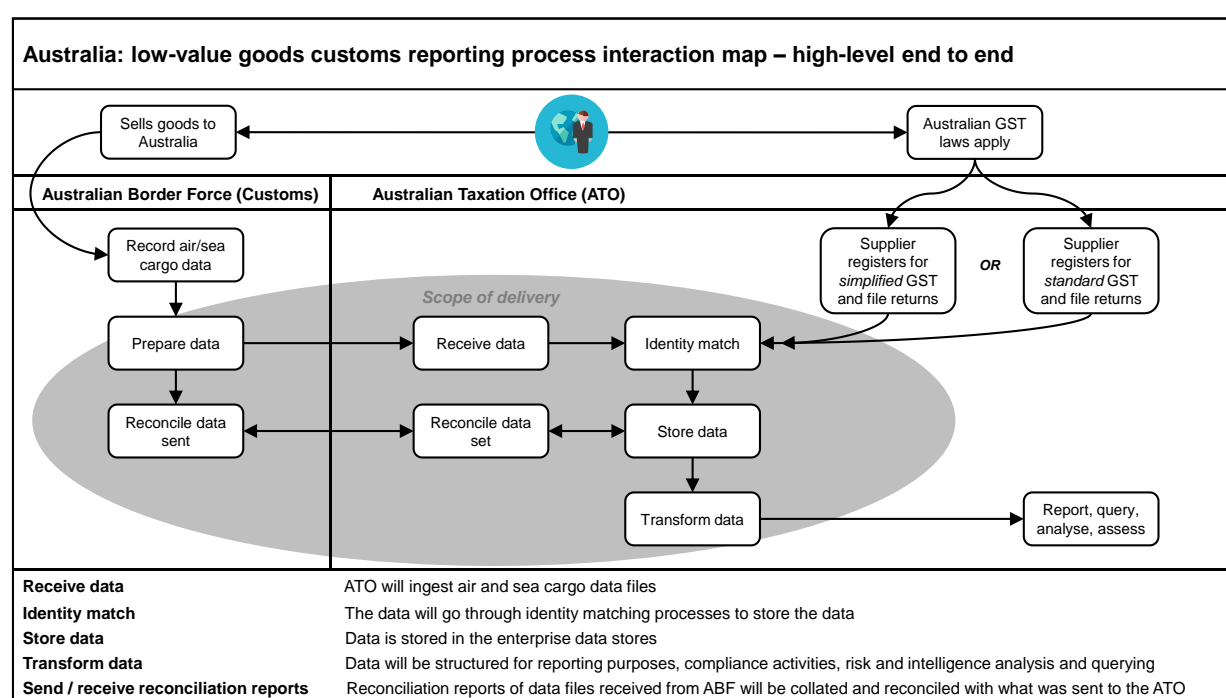 Australia: low-value goods customs reporting process interaction map – high-level end to end
Sells goods to
Australia
Australian GST
laws apply
Australian Border Force (Customs)
Australian Taxation Office (ATO)
Record air/sea
cargo data
Supplier
registers for
simplified GST
and file returns
OR
Supplier
registers for
standard GST
and file returns
Scope of delivery
Prepare data
Receive data
Identity match
Reconcile data
sent
Reconcile data
set
Store data
Transform data
Report, query,
analyse, assess
Receive data
ATO will ingest air and sea cargo data files
Identity match
The data will go through identity matching processes to store the data
Store data
Data is stored in the enterprise data stores
Transform data
Data will be structured for reporting purposes, compliance activities, risk and intelligence analysis and querying
Send / receive reconciliation reports
Reconciliation reports of data files received from ABF will be collated and reconciled with what was sent to the ATO